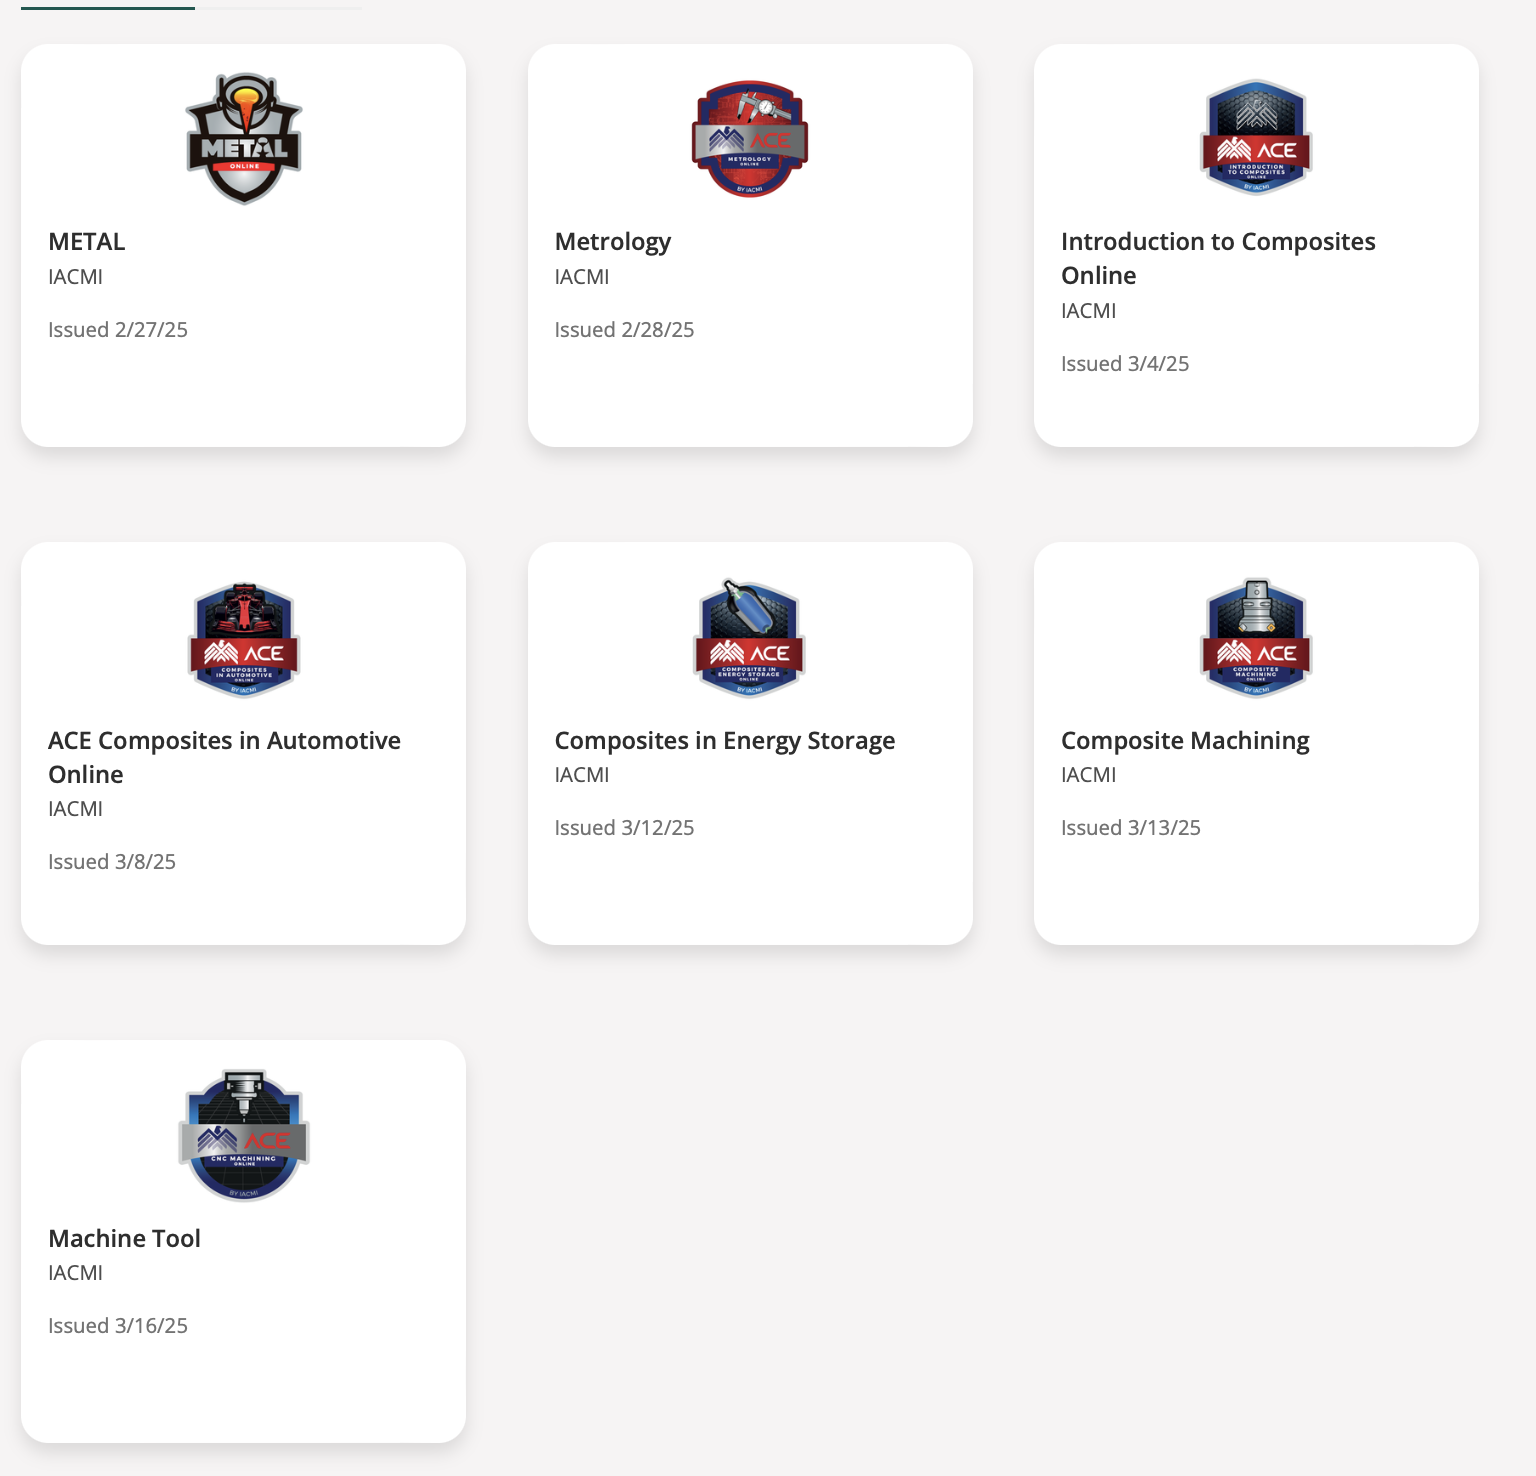 METAL
ONLINE
METAL
IACMI
Issued 2/27/25
ACE
METROLOGY
ONLINE
BY IACMI
Metrology
IACMI
Issued 2/28/25
ACE
INTRODUCTION
TO COMPOSITES
ONLINE
BY IACMI
Introduction to Composites
Online
IACMI
Issued 3/4/25
ACE
COMPOSITES
IN AUTOMOTIVE
ONLINE
BY IACMI
ACE Composites in Automotive
Online
IACMI
Issued 3/8/25
ACE
COMPOSITES IN
ENERGY STORAGE
ONLINE
BY IACMI
Composites in Energy Storage
IACMI
Issued 3/12/25
ACE
COMPOSITES
MACHINING
ONLINE
BY IACMI
Composite Machining
IACMI
Issued 3/13/25
ACE
CNC MACHINING
ONLINE
BY IACMI
Machine Tool
IACMI
Issued 3/16/25